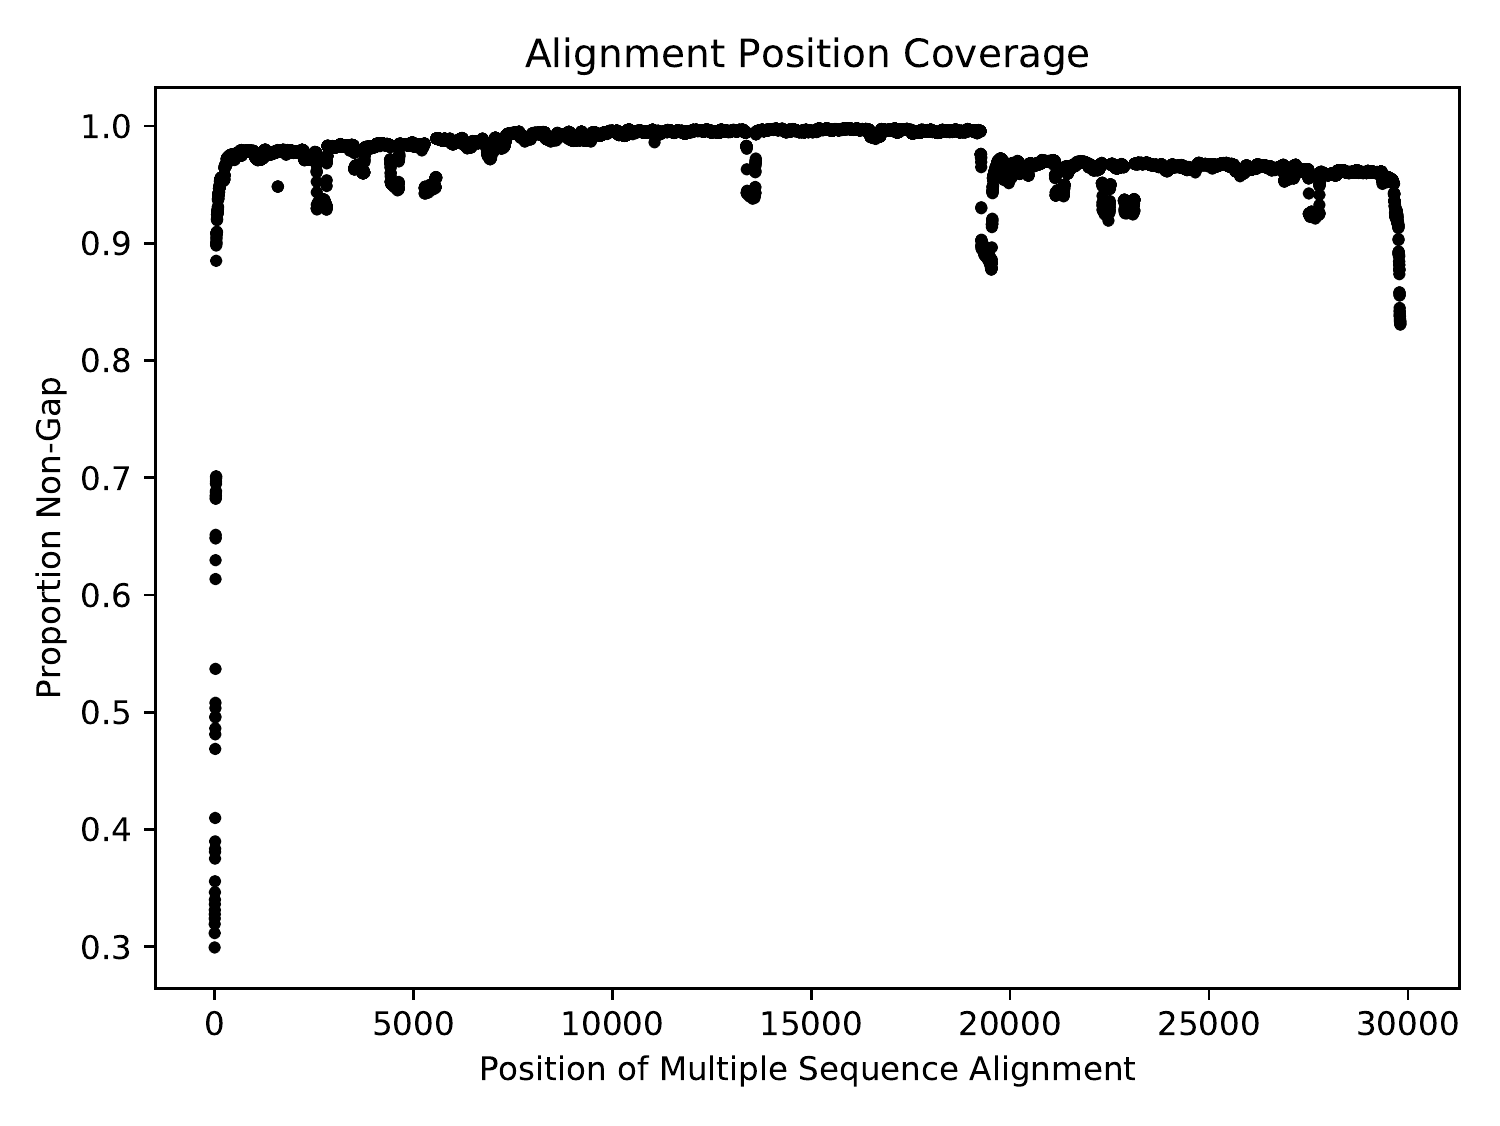 Alignment Position Coverage
1.0
0.9
0.8
0.7
0.6
0.5
0.4
0.3
Proportion Non-Gap
0 5000 10000 15000 20000 25000 30000
Position of Multiple Sequence Alignment